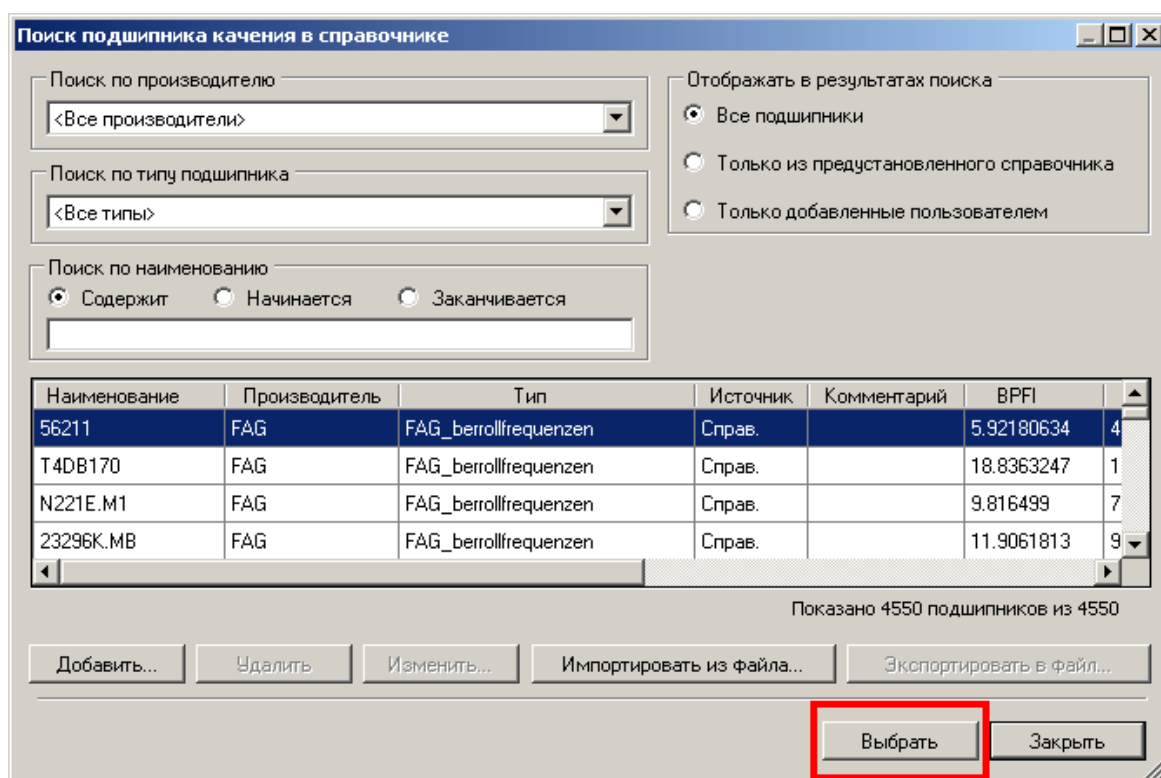 Поиск подшипника качения в справочнике
Поиск по производителю
<Все производители>
Поиск по типу подшипника
<Все типы>
Отображать в результатах поиска
Все подшипники
Только из предустановленного справочника
Только добавленные пользователем
Поиск по наименованию
Содержит Начинается Заканчивается
Наименование Производитель Тип Источник Комментарий BPFI
56211 FAG FAG_berrollfrequenzen Справ. 5.92180634 4
T4DB170 FAG FAG_berrollfrequenzen Справ. 18.8363247 1
N221E.M1 FAG FAG_berrollfrequenzen Справ. 9.816499 7
23296K.MB FAG FAG_berrollfrequenzen Справ. 11.9061813 9
Показано 4550 подшипников из 4550
Добавить... Удалить Изменить... Импортировать из файла... Экспортировать в файл...
Выбрать Закрыть